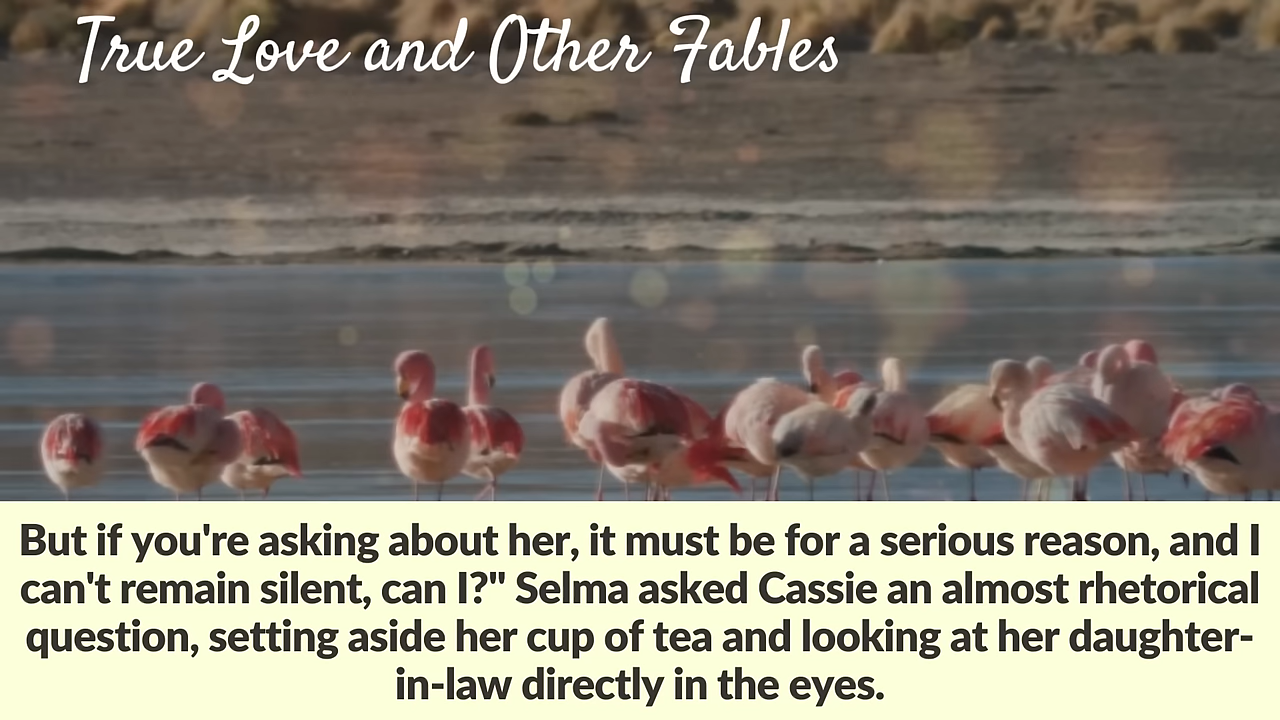 True Love and Other Fables
But if you're asking about her, it must be for a serious reason, and I
can't remain silent, can I?" Selma asked Cassie an almost rhetorical
question, setting aside her cup of tea and looking at her daughter-
in-law directly in the eyes.